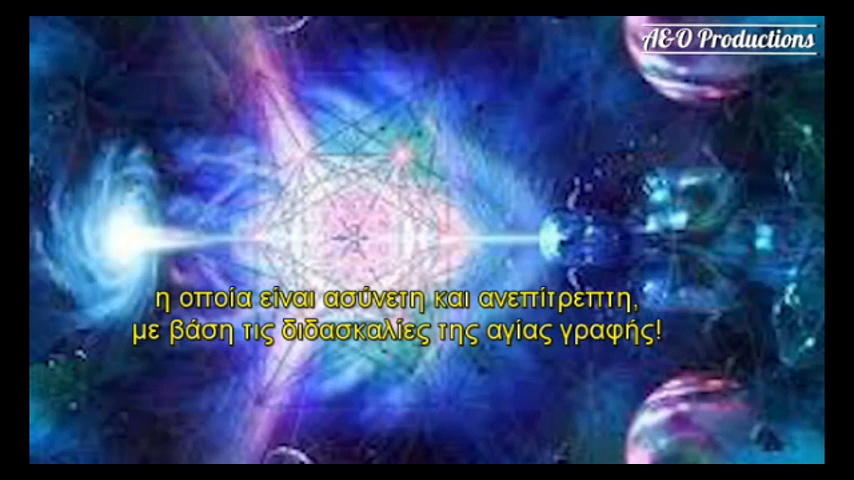 A&O Productions
η οποία είναι ασύνετη και ανεπίτρεπτη,
με βάση τις διδασκαλίες της αγίας γραφής!